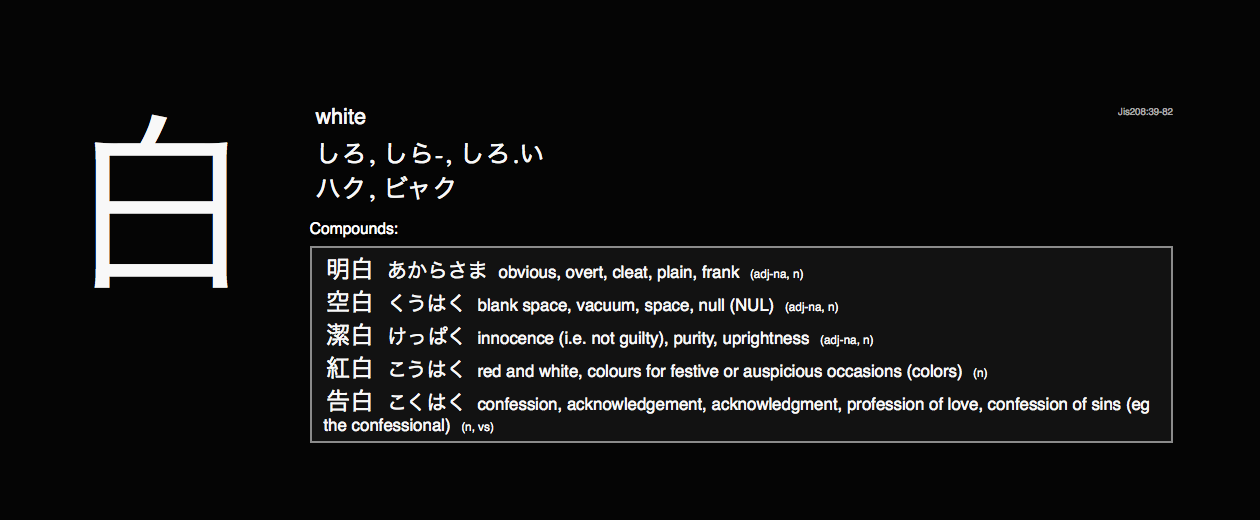 白
white
Jis208:39-82
しろ, しら-, しろ.い
ハク, ビャク
Compounds:
明白 あからさま obvious, overt, cleat, plain, frank (adj-na, n)
空白 くうはく blank space, vacuum, space, null (NUL) (adj-na, n)
潔白 けっぱく innocence (i.e. not guilty), purity, uprightness (adj-na, n)
紅白 こうはく red and white, colours for festive or auspicious occasions (colors) (n)
告白 こくはく confession, acknowledgement, acknowledgment, profession of love, confession of sins (eg
the confessional) (n, vs)